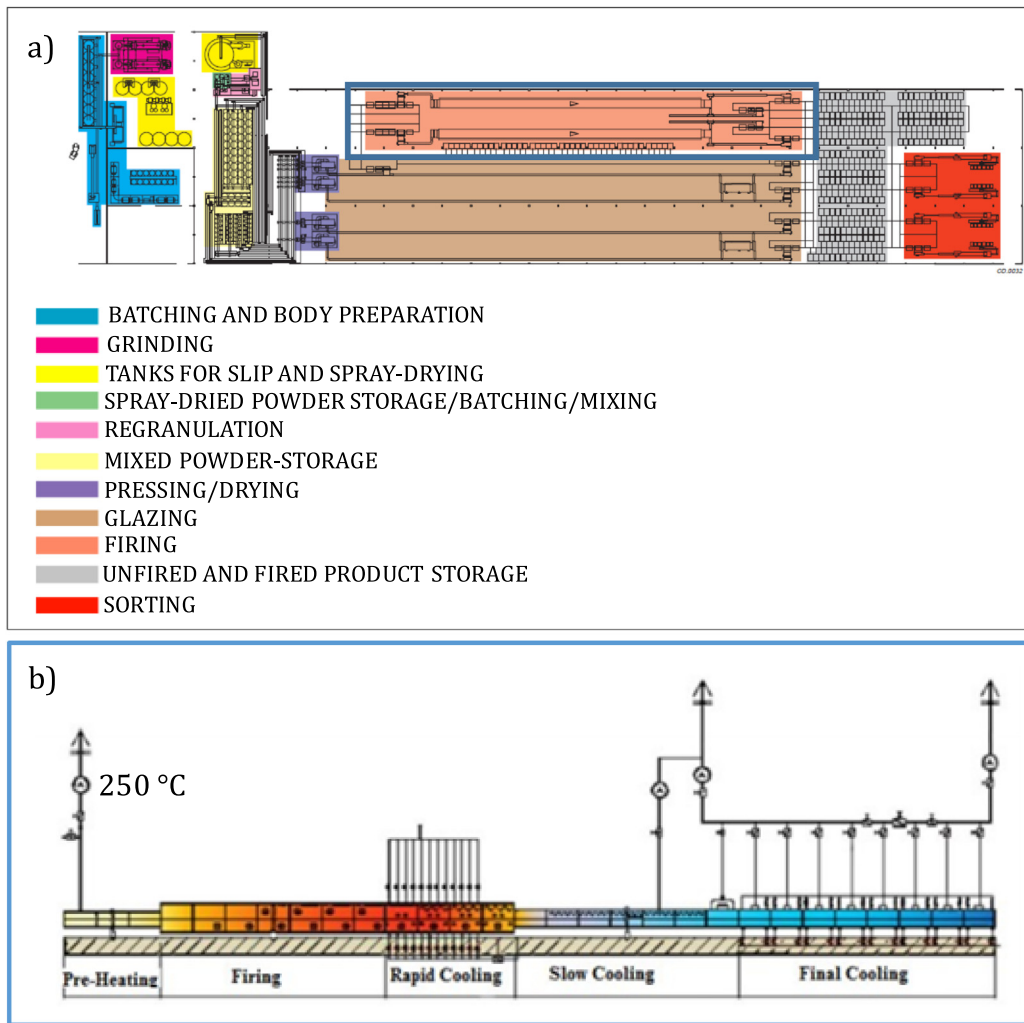 a)
CO.0032
BATCHING AND BODY PREPARATION
GRINDING
TANKS FOR SLIP AND SPRAY-DRYING
SPRAY-DRIED POWDER STORAGE/BATCHING/MIXING
REGRANULATION
MIXED POWDER-STORAGE
PRESSING/DRYING
GLAZING
FIRING
UNFIRED AND FIRED PRODUCT STORAGE
SORTING
b)
250 °C
Pre-Heating
Firing
Rapid Cooling
Slow Cooling
Final Cooling